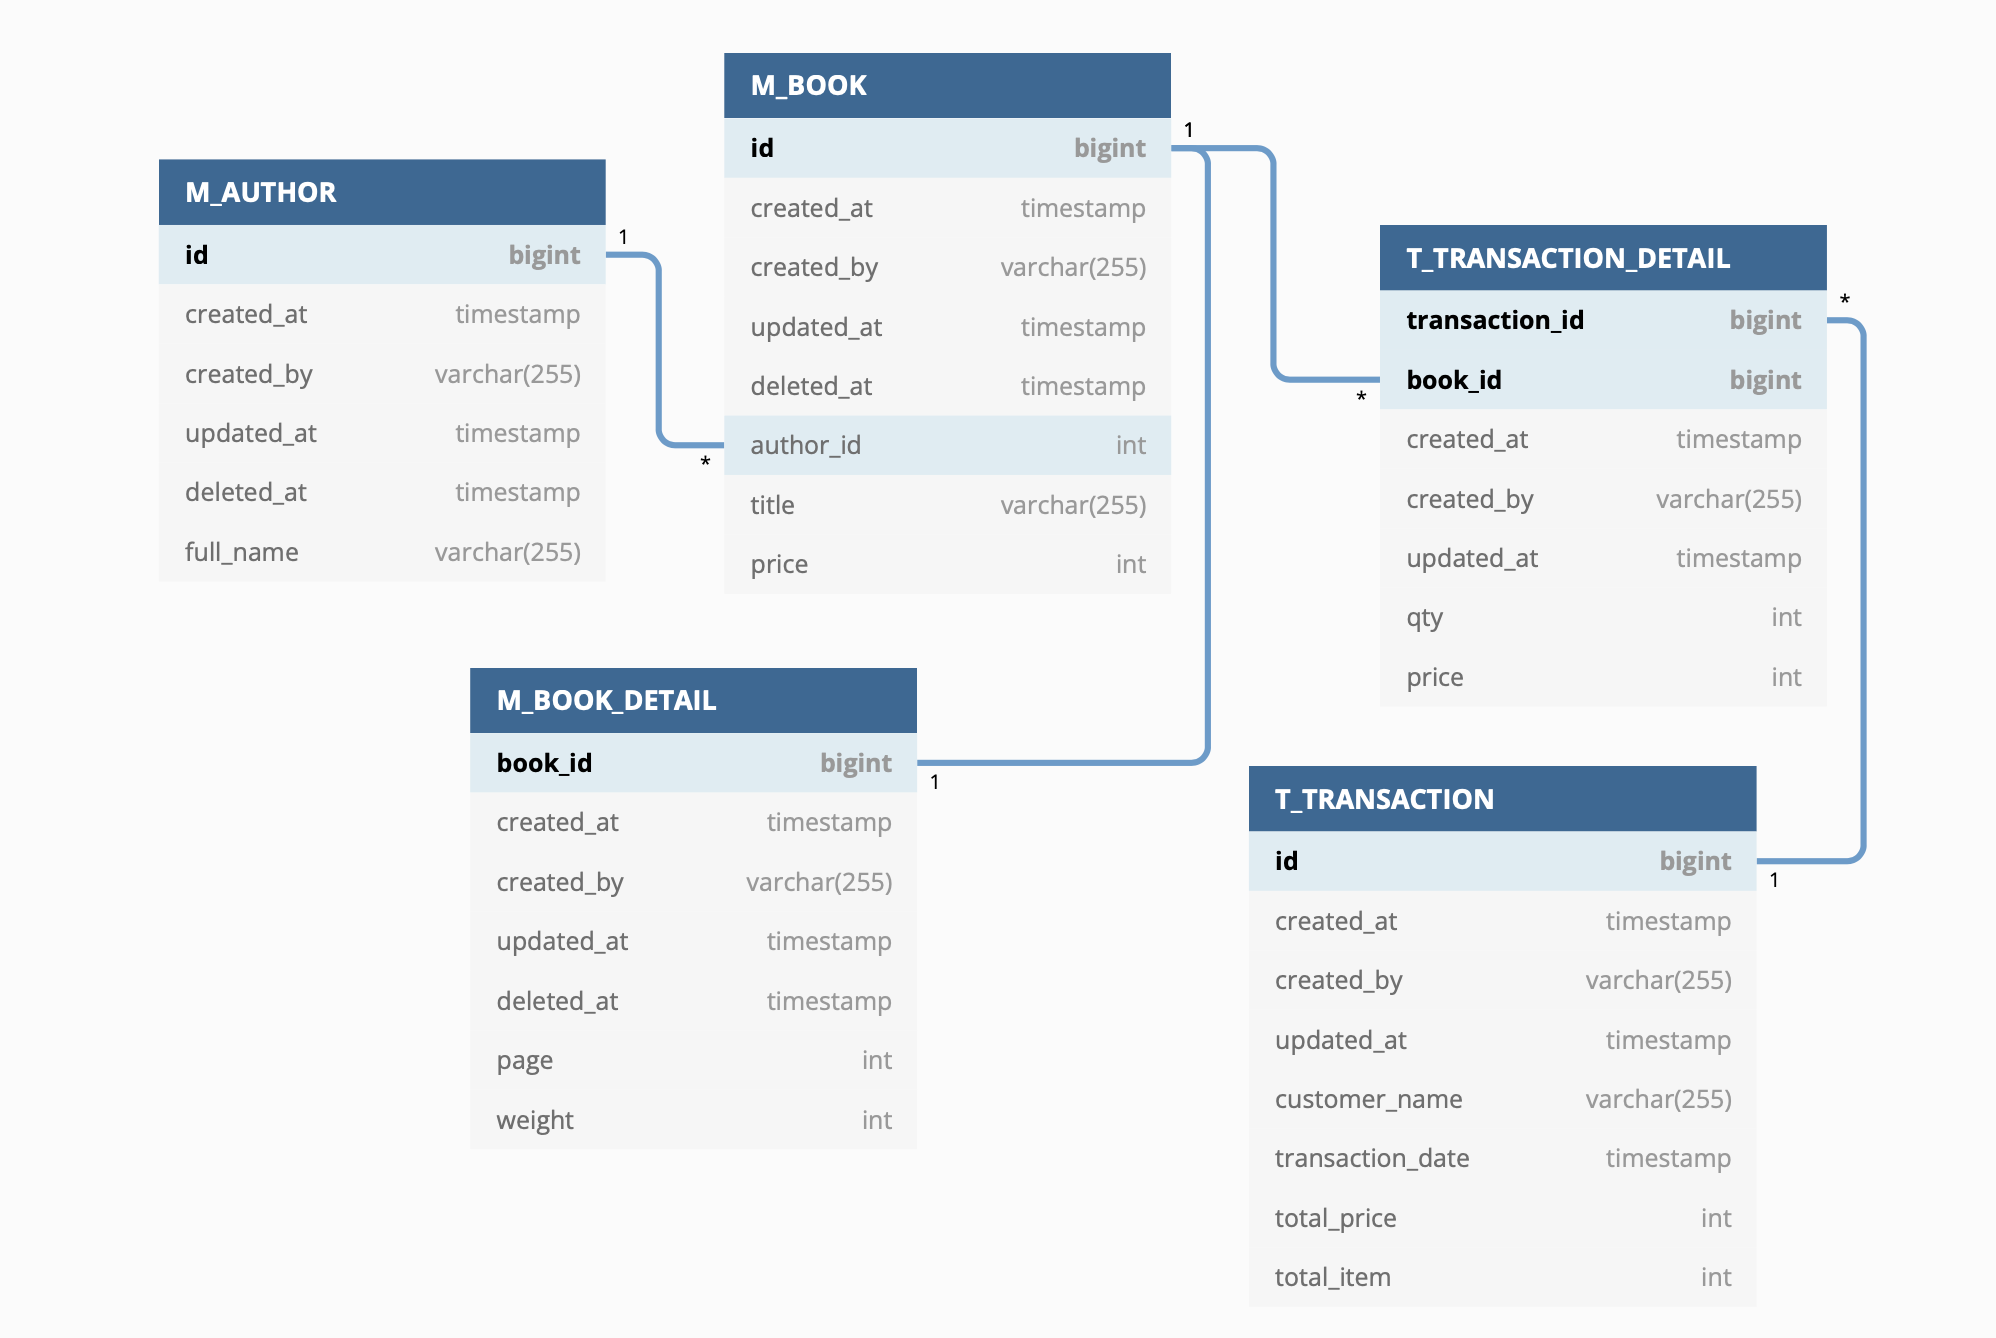 M_AUTHOR
id bigint
created_at timestamp
created_by varchar(255)
updated_at timestamp
deleted_at timestamp
full_name varchar(255)
1
*
M_BOOK
id bigint
created_at timestamp
created_by varchar(255)
updated_at timestamp
deleted_at timestamp
author_id int
title varchar(255)
price int
1
*
M_BOOK_DETAIL
book_id bigint
created_at timestamp
created_by varchar(255)
updated_at timestamp
deleted_at timestamp
page int
weight int
1
T_TRANSACTION_DETAIL
transaction_id bigint
book_id bigint
created_at timestamp
created_by varchar(255)
updated_at timestamp
qty int
price int
*
T_TRANSACTION
id bigint
created_at timestamp
created_by varchar(255)
updated_at timestamp
customer_name varchar(255)
transaction_date timestamp
total_price int
total_item int
1